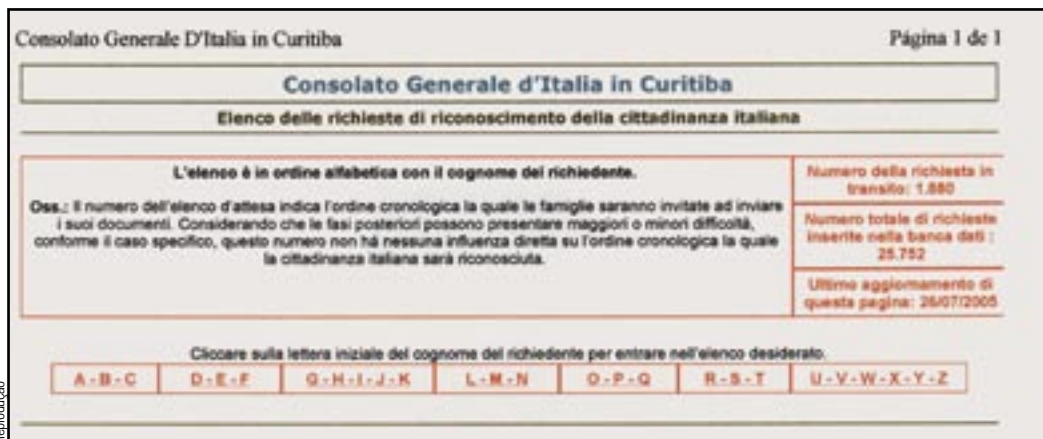 Consolato Generale D'Italia in Curitiba
Página 1 de 1
Consolato Generale d'Italia in Curitiba
Elenco delle richieste di riconoscimento della cittadinanza italiana
L'elenco è in ordine alfabetica con il cognome del richiedente.
Oss.: Il numero dell'elenco d'attesa indica l'ordine cronologica la quale le famiglie saranno invitate ad inviare
i suoi documenti. Considerando che le fasi posteriori possono presentare maggiori o minori difficoltà,
conforme il caso specifico, questo numero non há nessuna influenza diretta su l'ordine cronologica la quale
la cittadinanza italiana sarà riconosciuta.
Numero della richiesta in
transito: 1.880
Numero totale di richieste
inserite nella banca dati :
25.752
Ultimo aggiornamento di
questa pagina: 26/07/2005
Cliccare sulla lettera iniziale del cognome del richiedente per entrare nell'elenco desiderato.
A - B - C
D - E - F
G - H - I - J - K
L - M - N
O - P - Q
R - S - T
U - V - W - X - Y - Z